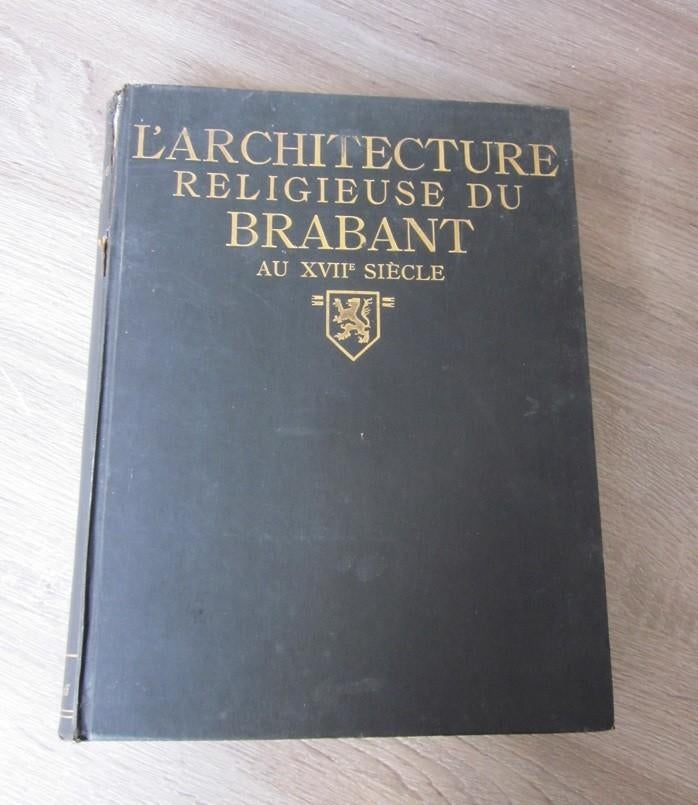 L'ARCHITECTURE
RELIGIEUSE DU
BRABANT
AU XVIIE SIÈCLE